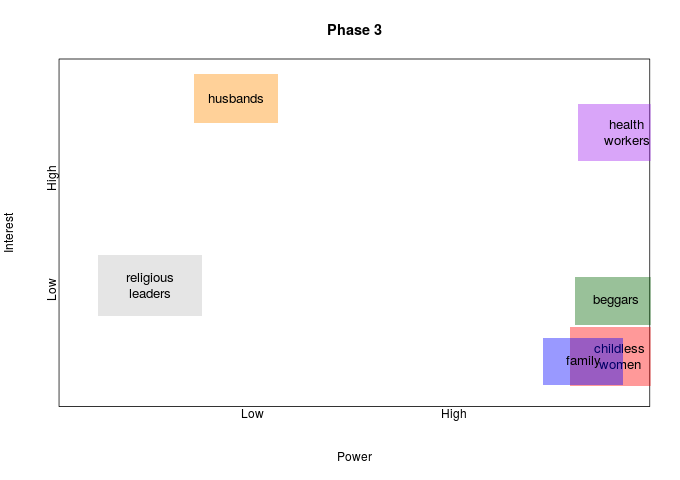 Phase 3
husbands
health
workers
High
Interest
religious
leaders
Low
beggars
childless
women
family
Low
High
Power